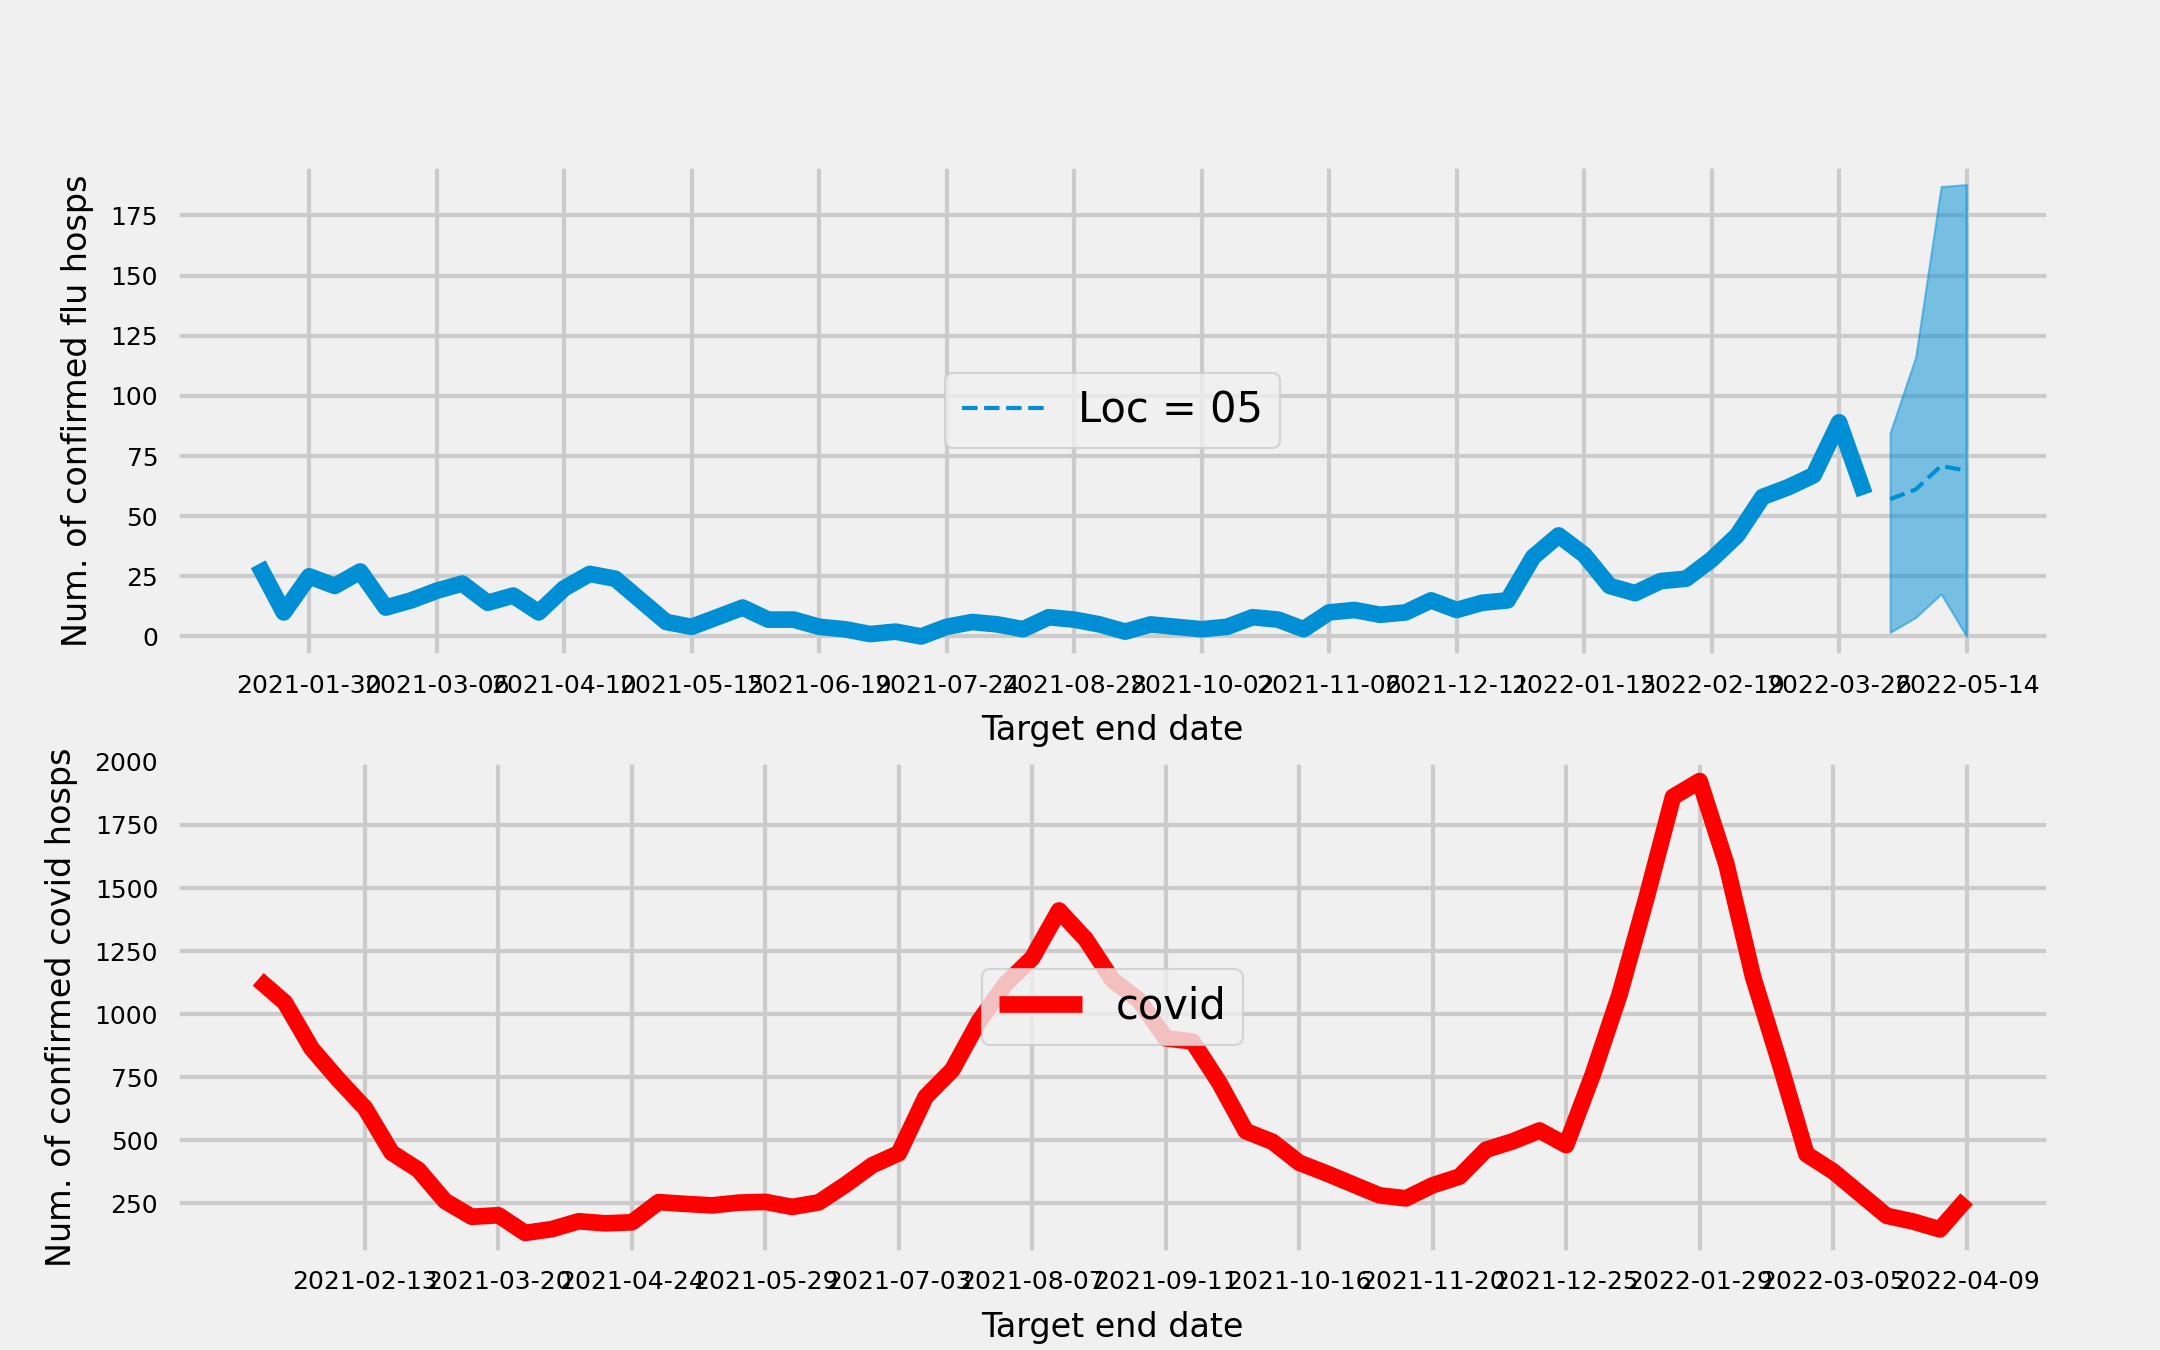 Num. of confirmed flu hosps
175
150
125
100
75
50
25
0
Loc = 05
2021-01-30 2021-03-06 2021-04-10 2021-05-15 2021-06-19 2021-07-24 2021-08-28 2021-10-02 2021-11-06 2021-12-11 2022-01-15 2022-02-19 2022-03-26 2022-05-14
Target end date
Num. of confirmed covid hosps
2000
1750
1500
1250
1000
750
500
250
covid
2021-02-13 2021-03-20 2021-04-24 2021-05-29 2021-07-03 2021-08-07 2021-09-11 2021-10-16 2021-11-20 2021-12-25 2022-01-29 2022-03-05 2022-04-09
Target end date